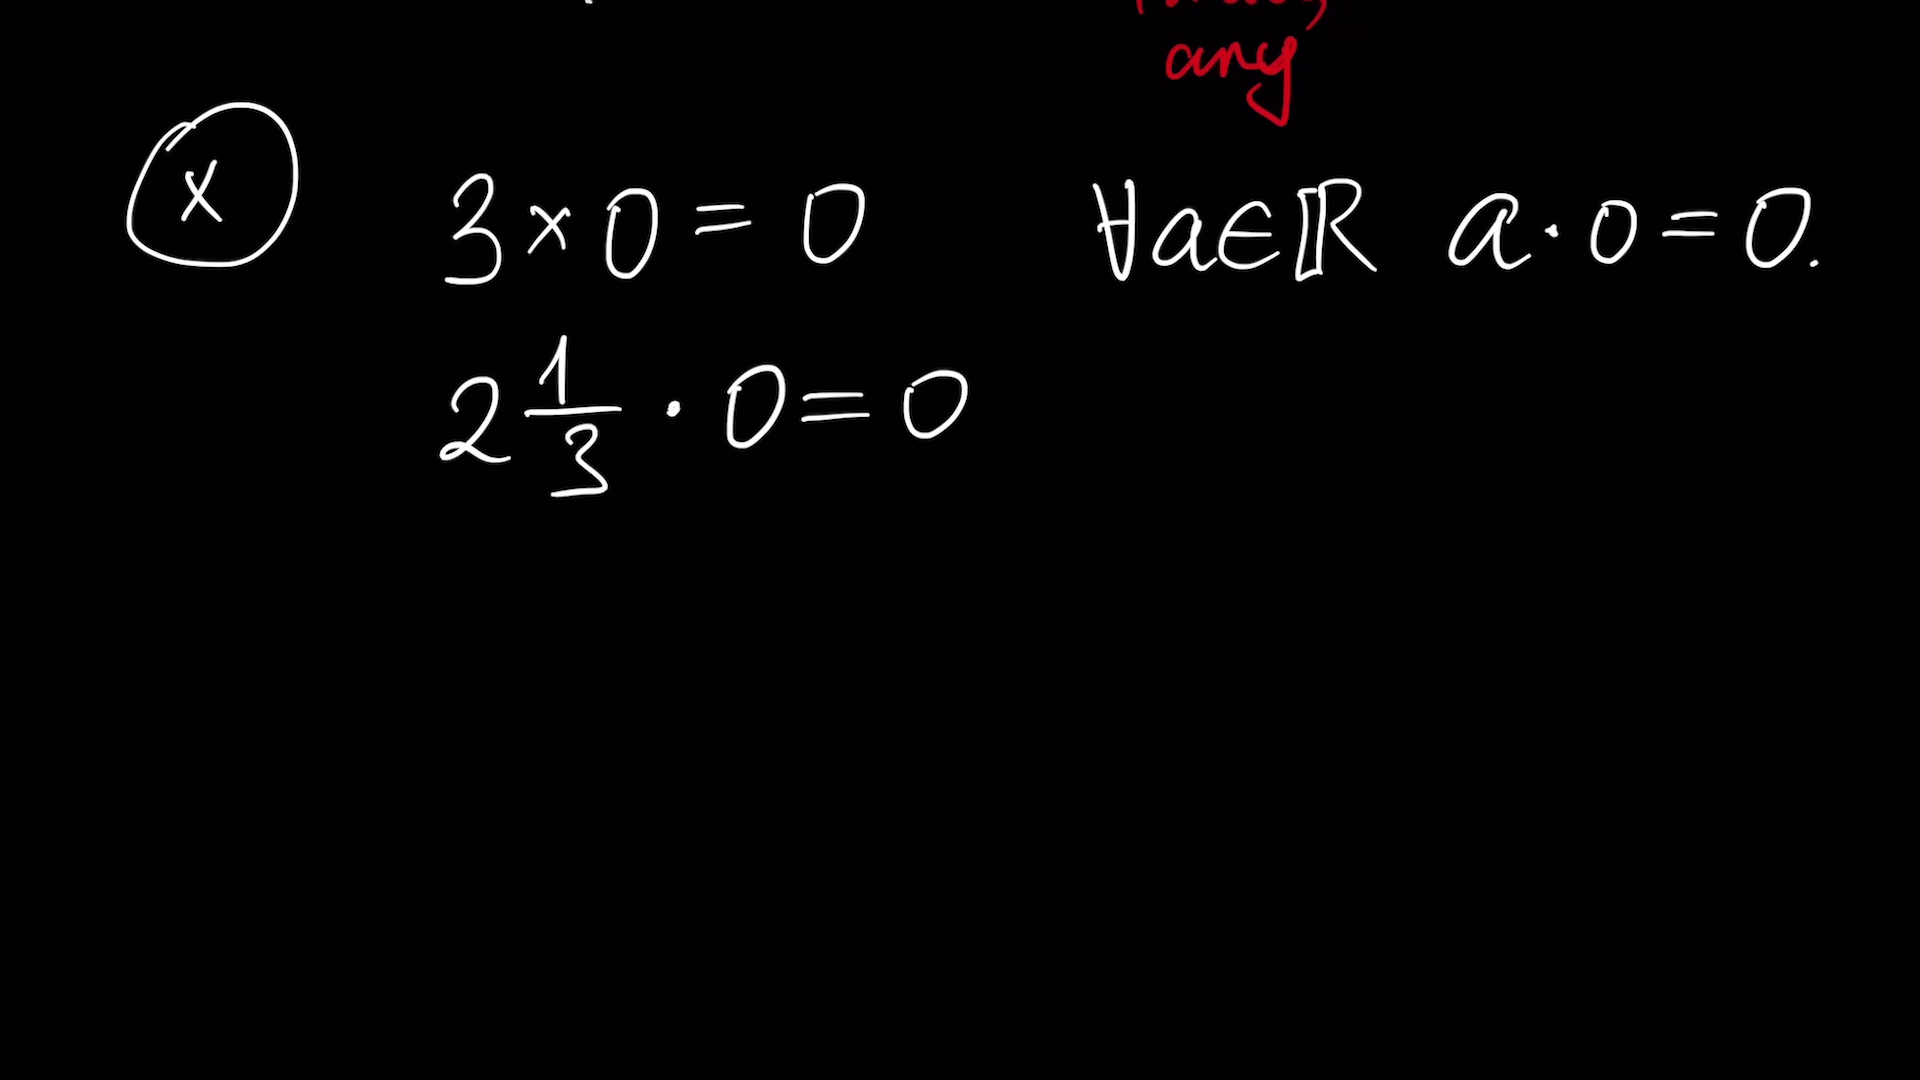 any
x 3 × 0 = 0 ∀a∈ℝ a · 0 = 0.
2 1/3 · 0 = 0